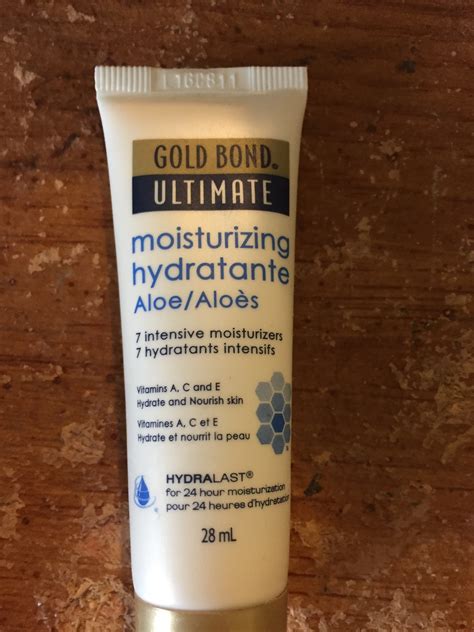 L160811
GOLD BOND®
ULTIMATE
moisturizing
hydratante
Aloe/Aloès
7 intensive moisturizers
7 hydratants intensifs
Vitamins A, C and E
Hydrate and Nourish skin
Vitamines A, C et E
Hydrate et nourrit la peau
HYDRALAST®
for 24 hour moisturization
pour 24 heures d'hydratation
28 mL